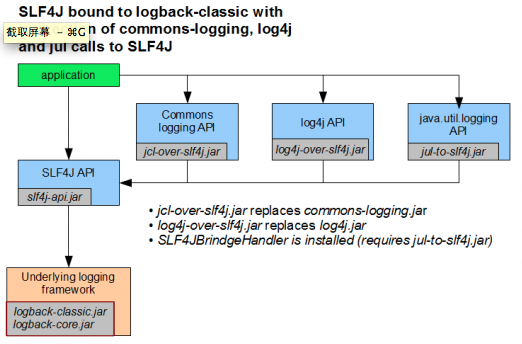 SLF4J bound to logback-classic with
截取屏幕 - ⌘G
n of commons-logging, log4j
and jul calls to SLF4J
application
Commons
logging API
jcl-over-slf4j.jar
log4j API
log4j-over-slf4j.jar
java.util.logging
API
jul-to-slf4j.jar
SLF4J API
slf4j-api.jar
• jcl-over-slf4j.jar replaces commons-logging.jar
• log4j-over-slf4j.jar replaces log4j.jar
• SLF4JBrindgeHandler is installed (requires jul-to-slf4j.jar)
Underlying logging
framework
logback-classic.jar
logback-core.jar